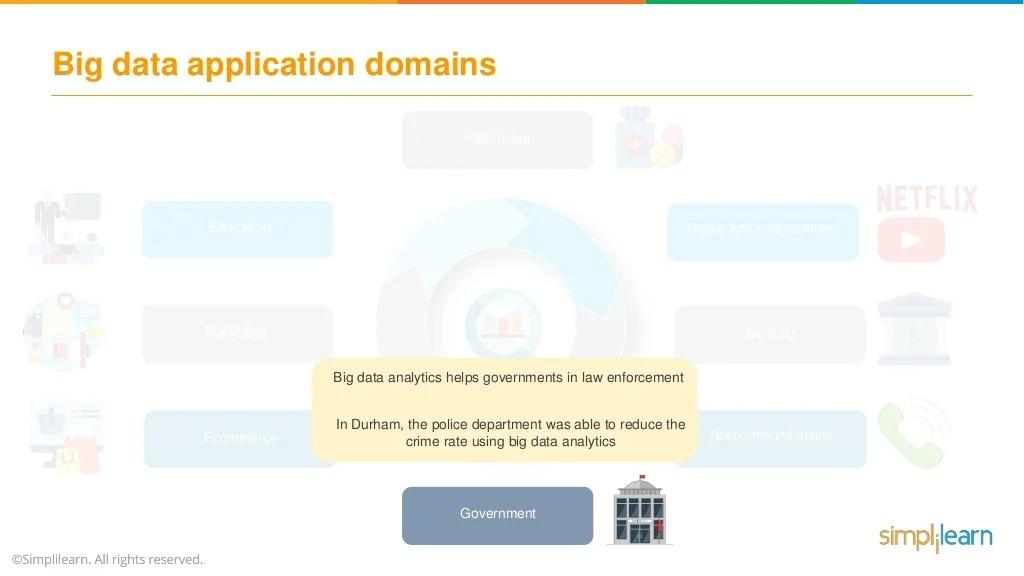 Big data application domains
Healthcare
Education
Media and entertainment
NETFLIX
Marketing
Banking
Big data analytics helps governments in law enforcement
In Durham, the police department was able to reduce the
crime rate using big data analytics
Ecommerce
Telecommunications
Government
simplilearn
©Simplilearn. All rights reserved.